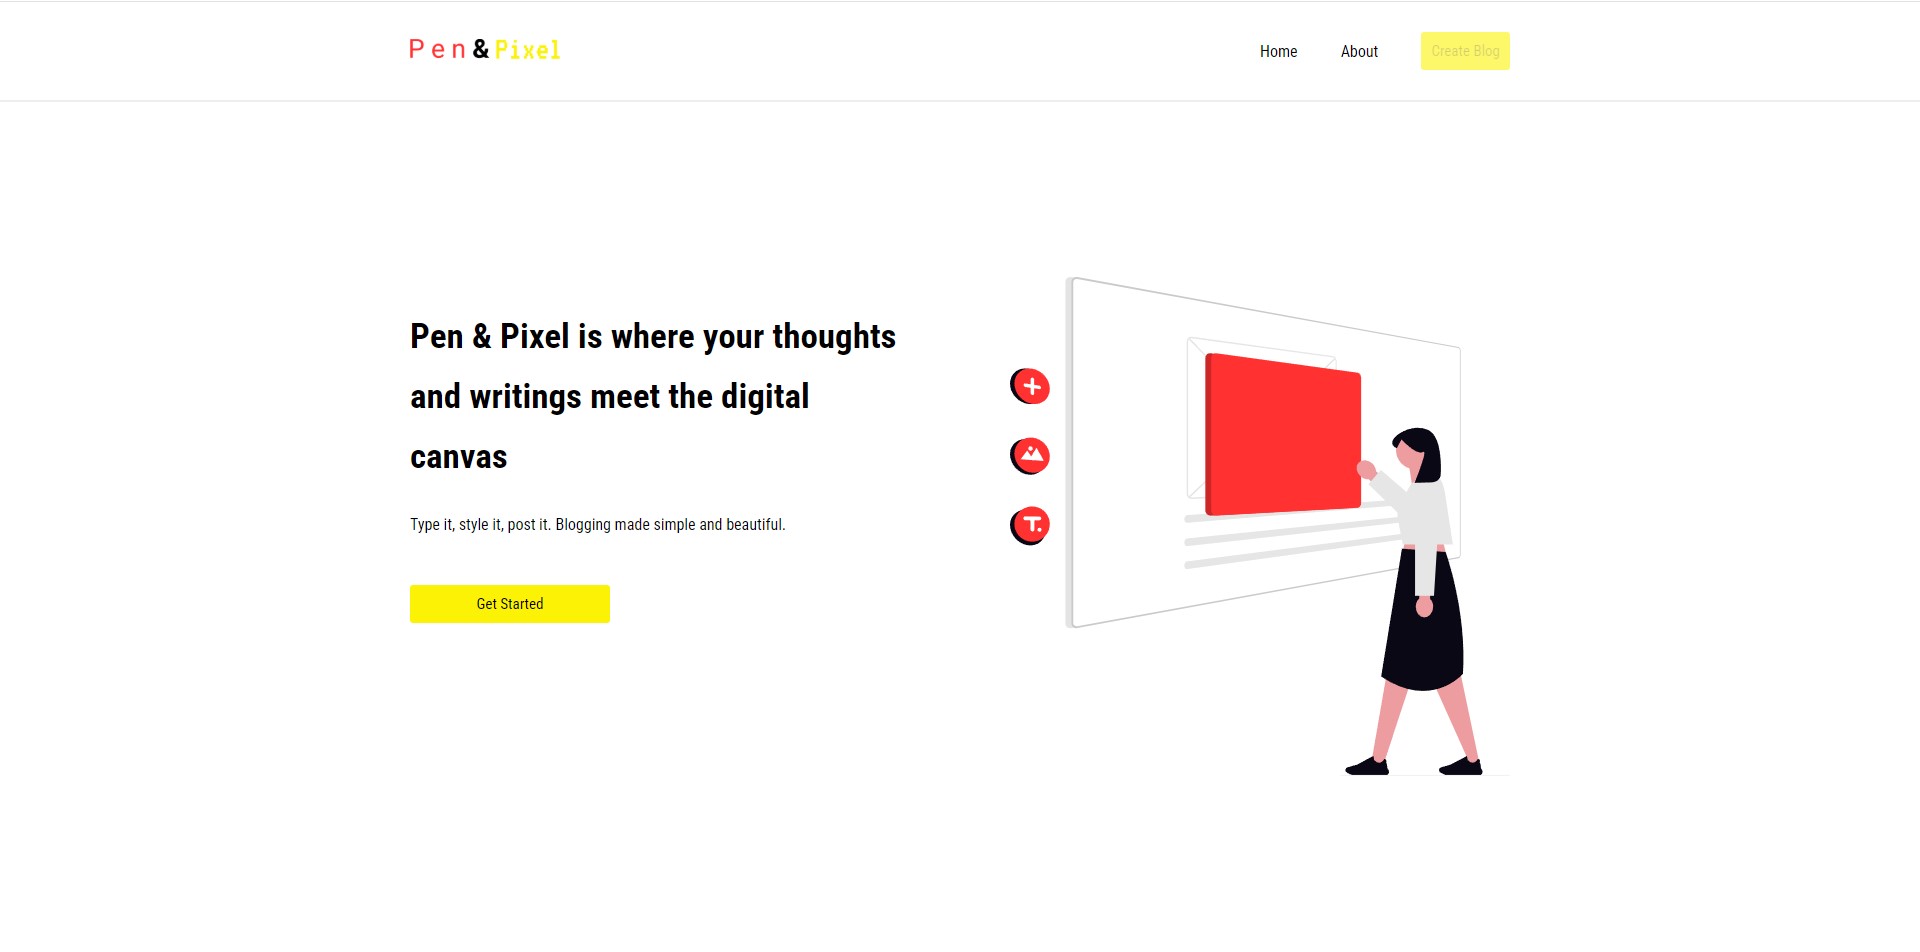 Pen&Pixel
Home About Create Blog
Pen & Pixel is where your thoughts
and writings meet the digital
canvas
Type it, style it, post it. Blogging made simple and beautiful.
Get Started
T.